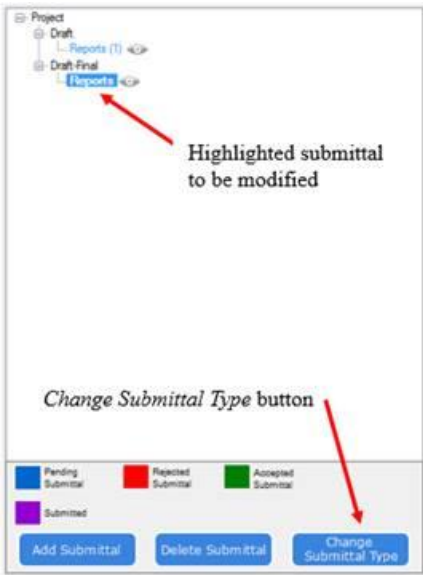 Project
Draft
Reports (1)
Draft-Final
Reports
Highlighted submittal
to be modified
Change Submittal Type button
Pending
Submittal
Rejected
Submittal
Accepted
Submittal
Submitted
Add Submittal
Delete Submittal
Change
Submittal Type